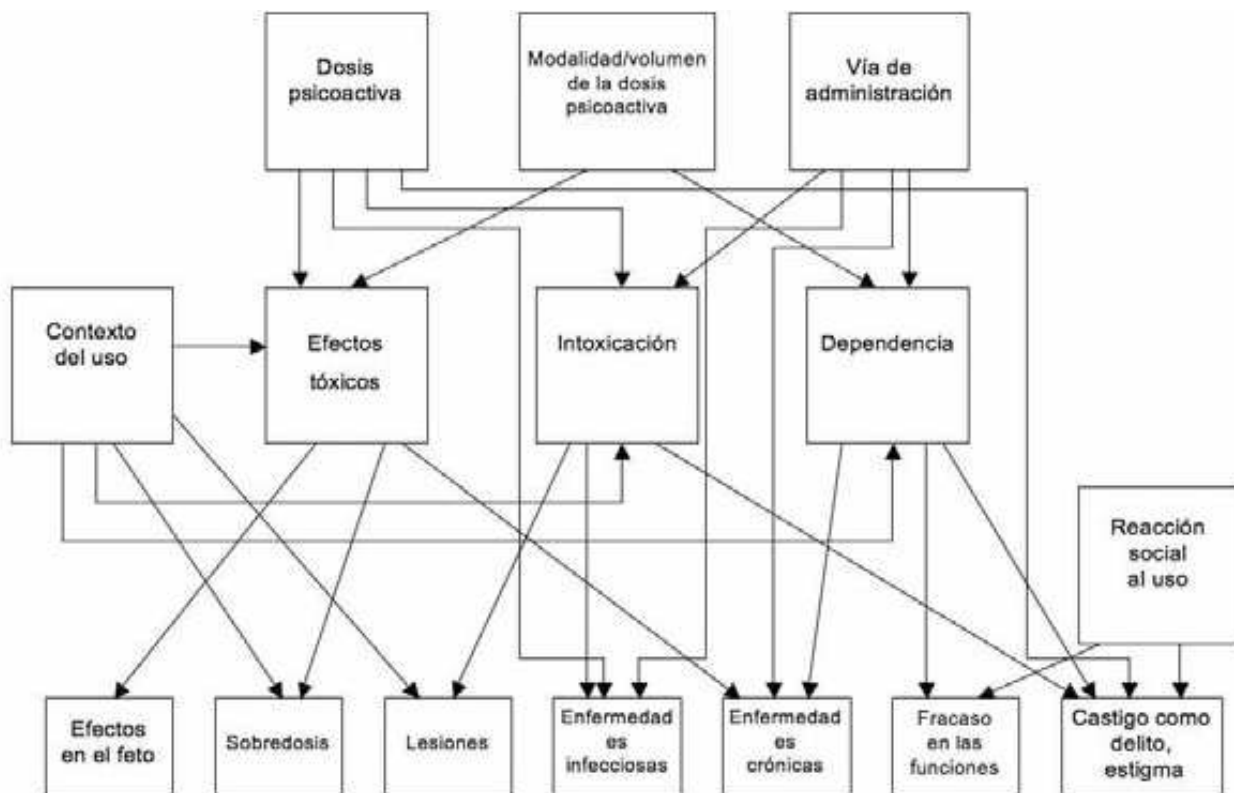 Dosis
psicoactiva
Modalidad/volumen
de la dosis
psicoactiva
Vía de
administración
Contexto
del uso
Efectos
tóxicos
Intoxicación
Dependencia
Reacción
social
al uso
Efectos
en el feto
Sobredosis
Lesiones
Enfermedad
es
infecciosas
Enfermedad
es
crónicas
Fracaso
en las
funciones
Castigo como
delito,
estigma